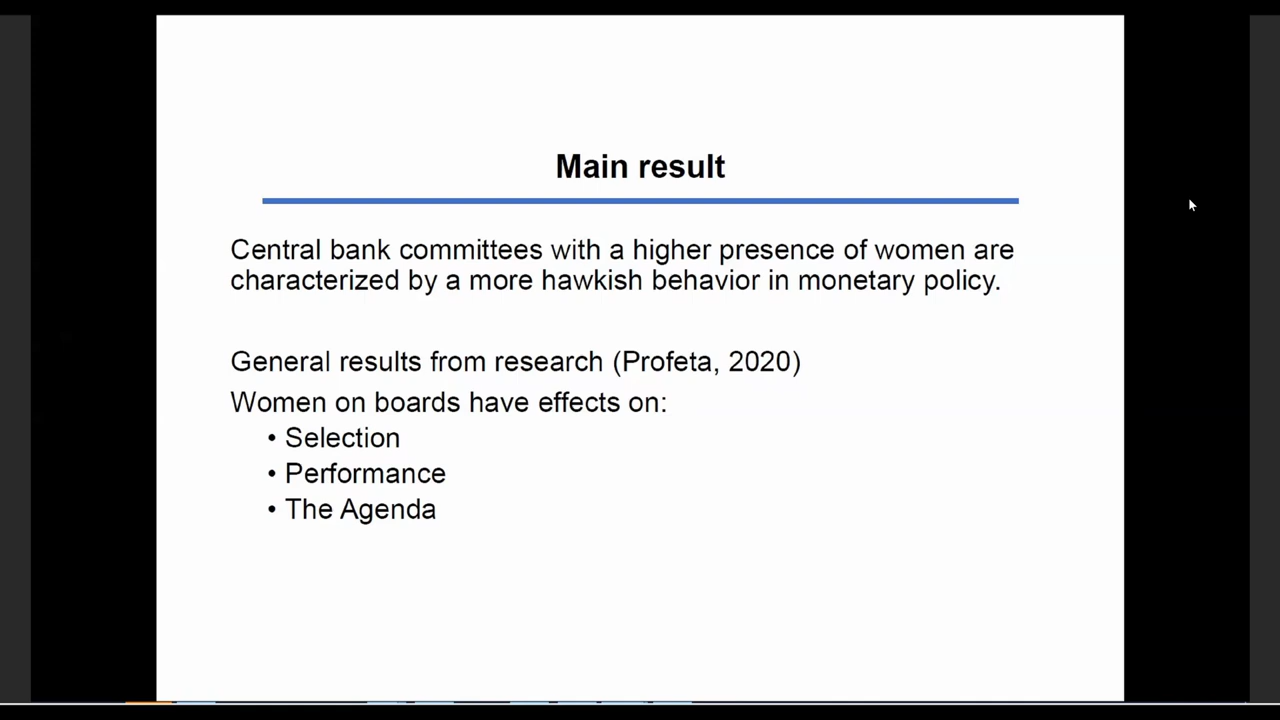 Main result
Central bank committees with a higher presence of women are
characterized by a more hawkish behavior in monetary policy.
General results from research (Profeta, 2020)
Women on boards have effects on:
• Selection
• Performance
• The Agenda